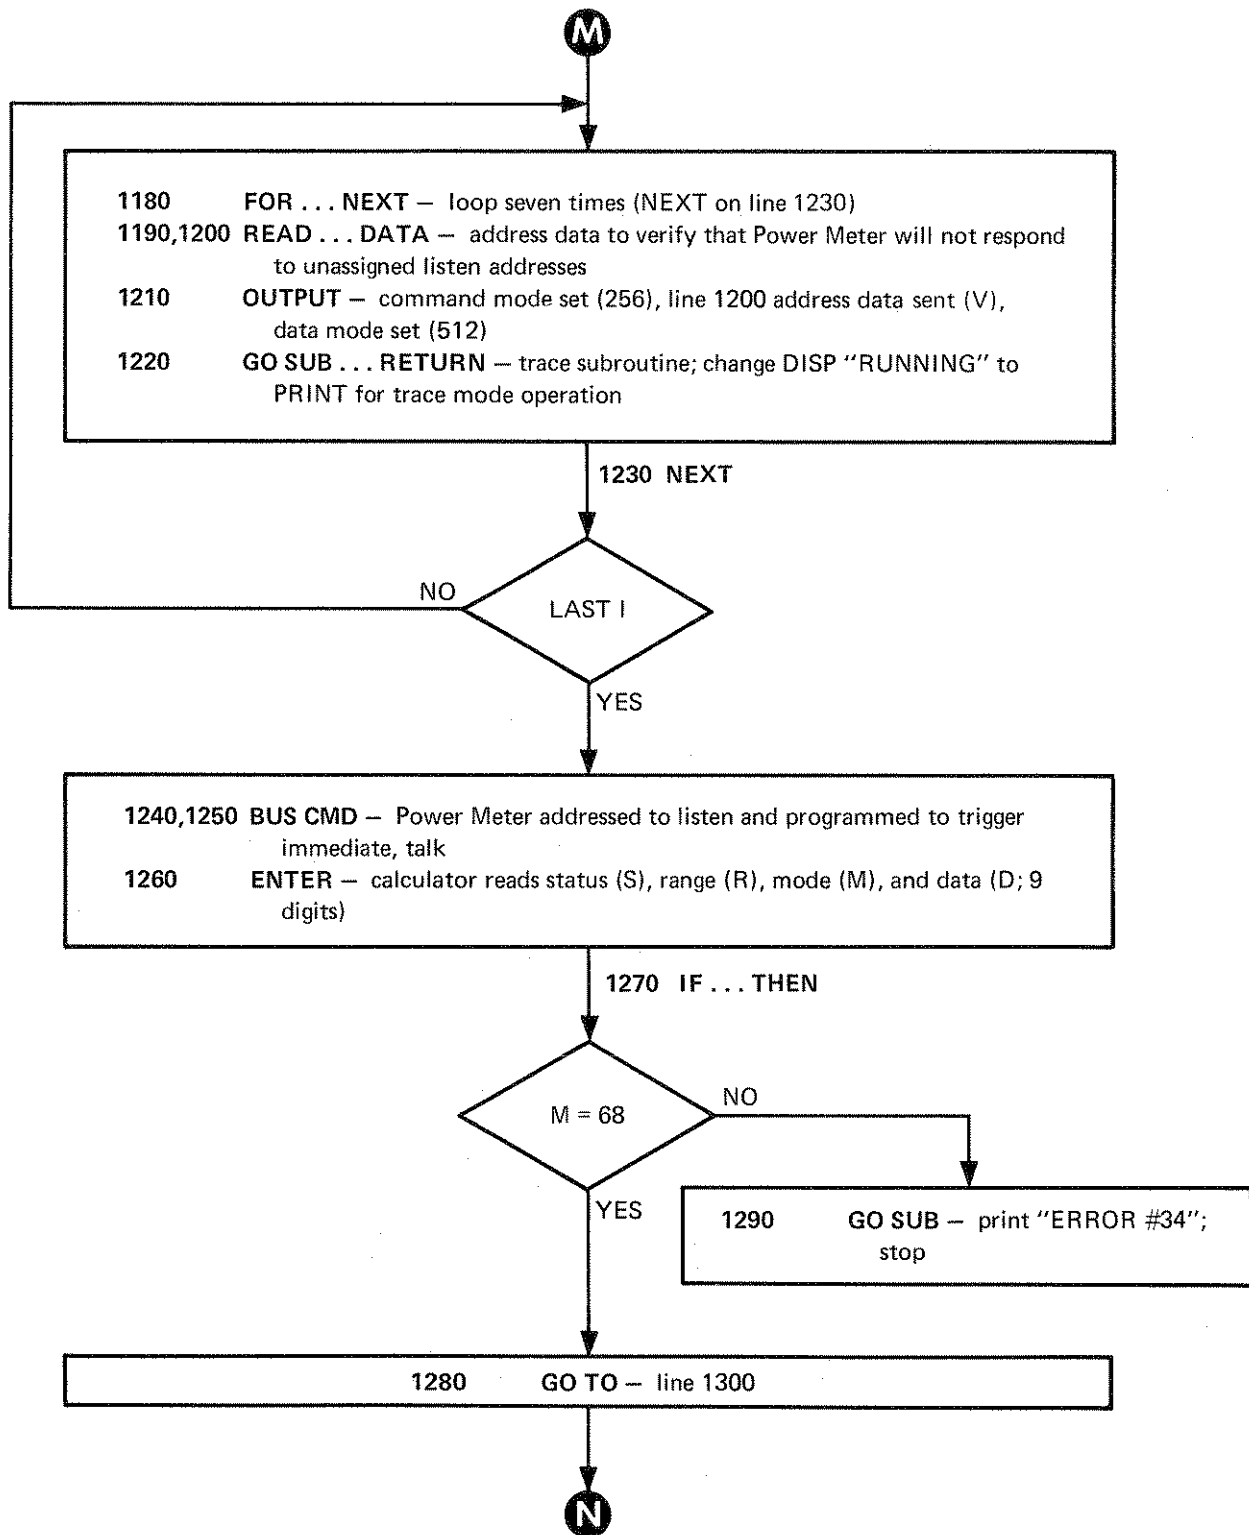 M
1180 FOR . . . NEXT — loop seven times (NEXT on line 1230)
1190,1200 READ . . . DATA — address data to verify that Power Meter will not respond
to unassigned listen addresses
1210 OUTPUT — command mode set (256), line 1200 address data sent (V),
data mode set (512)
1220 GO SUB . . . RETURN — trace subroutine; change DISP "RUNNING" to
PRINT for trace mode operation
1230 NEXT
NO
LAST I
YES
1240,1250 BUS CMD — Power Meter addressed to listen and programmed to trigger
immediate, talk
1260 ENTER — calculator reads status (S), range (R), mode (M), and data (D; 9
digits)
1270 IF . . . THEN
NO
M = 68
YES
1290 GO SUB — print "ERROR #34";
stop
1280 GO TO — line 1300
N